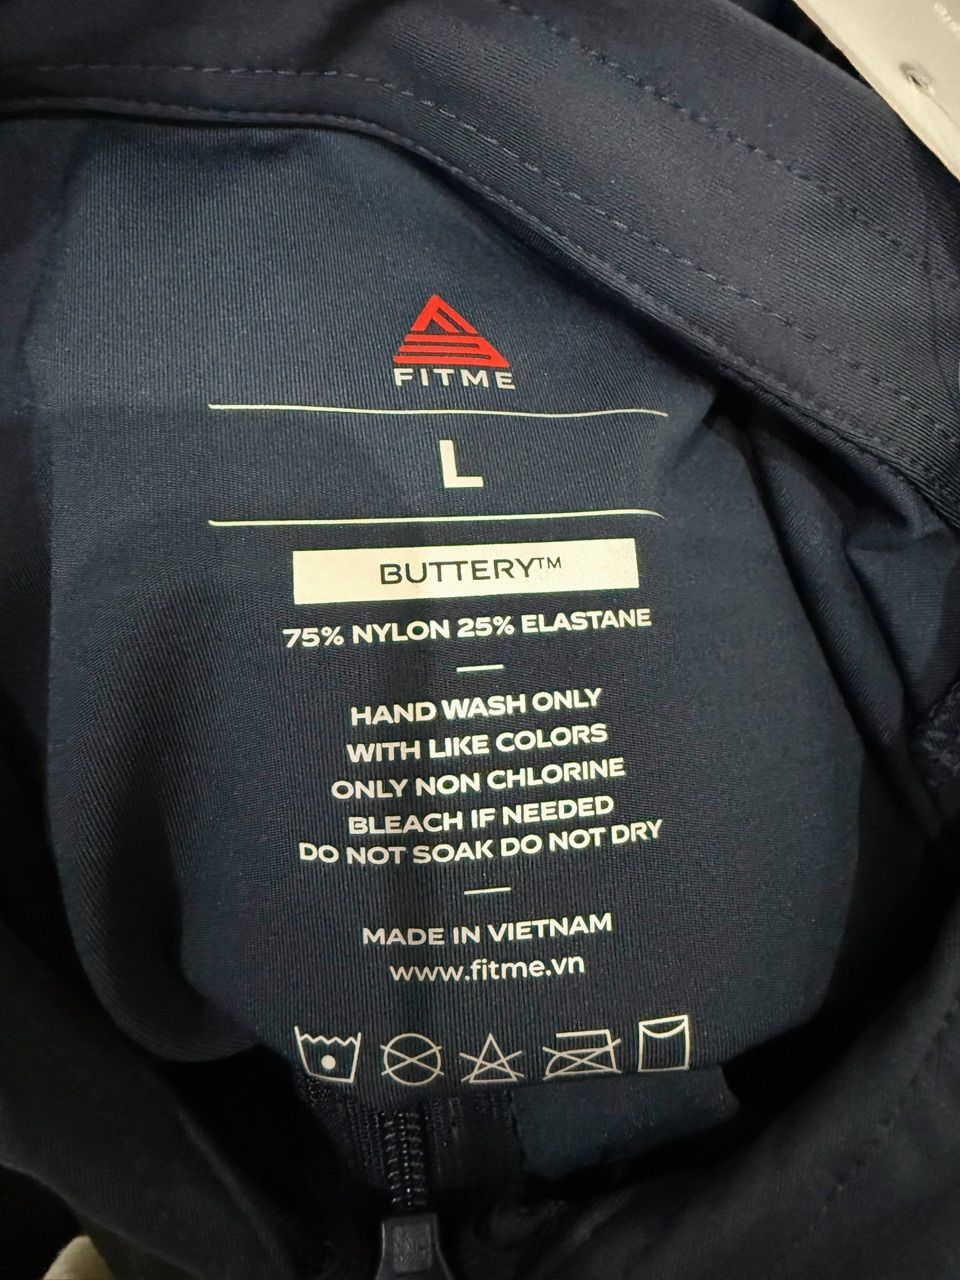 FITME
L
BUTTERY™
75% NYLON 25% ELASTANE
HAND WASH ONLY
WITH LIKE COLORS
ONLY NON CHLORINE
BLEACH IF NEEDED
DO NOT SOAK DO NOT DRY
MADE IN VIETNAM
www.fitme.vn